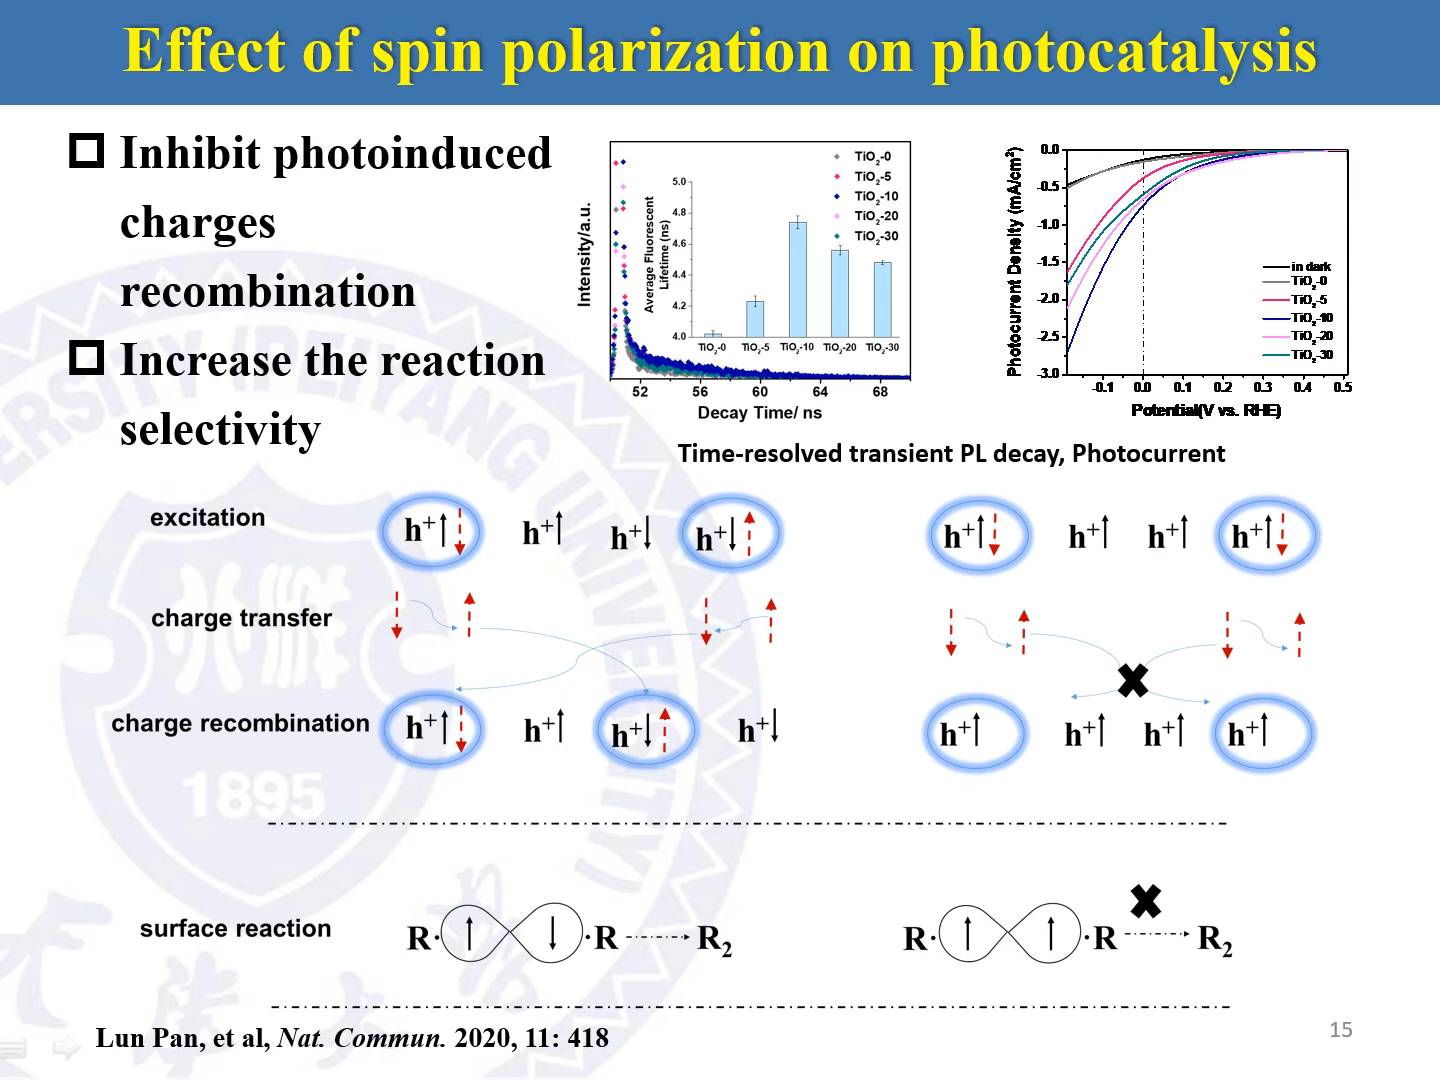 Effect of spin polarization on photocatalysis
Inhibit photoinduced
charges
recombination
Increase the reaction
selectivity
Intensity/a.u.
TiO2-0
TiO2-5
TiO2-10
TiO2-20
TiO2-30
Average Fluorescent
Lifetime (ns)
5.0
4.8
4.6
4.4
4.2
4.0
TiO2-0 TiO2-5 TiO2-10 TiO2-20 TiO2-30
52 56 60 64 68
Decay Time/ ns
Photocurrent Density (mA/cm2)
0.0
-0.5
-1.0
-1.5
-2.0
-2.5
-3.0
in dark
TiO2-0
TiO2-5
TiO2-10
TiO2-20
TiO2-30
-0.1 0.0 0.1 0.2 0.3 0.4 0.5
Potential(V vs. RHE)
Time-resolved transient PL decay, Photocurrent
excitation
h+ h+ h+ h+ h+ h+ h+ h+
charge transfer
charge recombination
h+ h+ h+ h+ h+ h+ h+ h+
1895
surface reaction
R· ·R R2 R· ·R R2
Lun Pan, et al, Nat. Commun. 2020, 11: 418
15